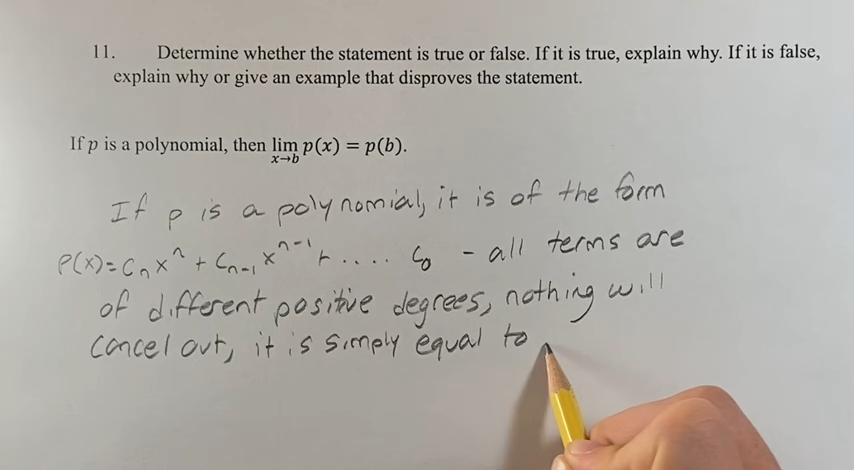 11. Determine whether the statement is true or false. If it is true, explain why. If it is false,
explain why or give an example that disproves the statement.
If p is a polynomial, then lim p(x) = p(b).
x→b
If p is a polynomial, it is of the form
P(x)=Cₙxⁿ + Cₙ₋₁xⁿ⁻¹ + .... C₀ - all terms are
of different positive degrees, nothing will
cancel out, it is simply equal to